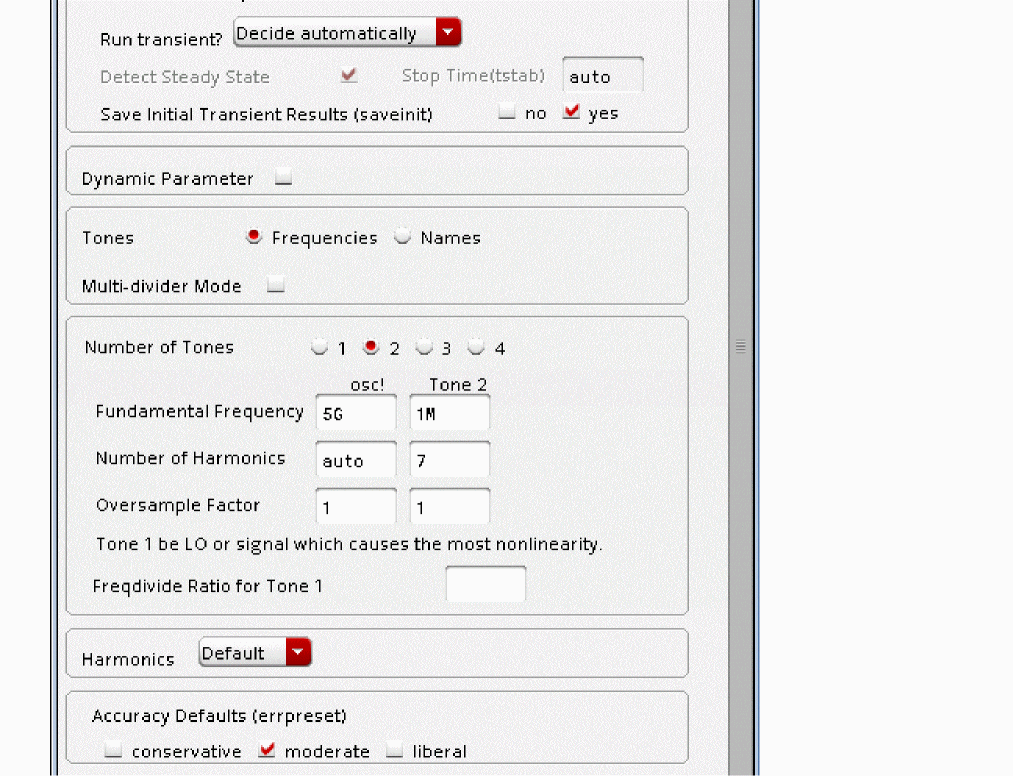 Run transient? Decide automatically
Detect Steady State Stop Time(tstab) auto
Save Initial Transient Results (saveinit) no yes
Dynamic Parameter
Tones Frequencies Names
Multi-divider Mode
Number of Tones 1 2 3 4
osc! Tone 2
Fundamental Frequency 5G 1M
Number of Harmonics auto 7
Oversample Factor 1 1
Tone 1 be LO or signal which causes the most nonlinearity.
Freqdivide Ratio for Tone 1
Harmonics Default
Accuracy Defaults (errpreset)
conservative moderate liberal